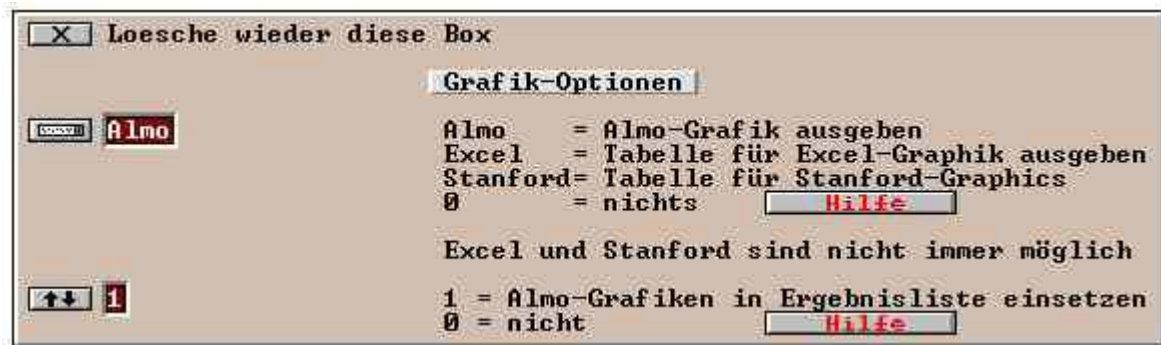 X Loesche wieder diese Box
Grafik-Optionen
Almo Almo = Almo-Grafik ausgeben
Excel = Tabelle für Excel-Graphik ausgeben
Stanford= Tabelle für Stanford-Graphics
0 = nichts Hilfe
Excel und Stanford sind nicht immer möglich
1 1 = Almo-Grafiken in Ergebnisliste einsetzen
0 = nicht Hilfe